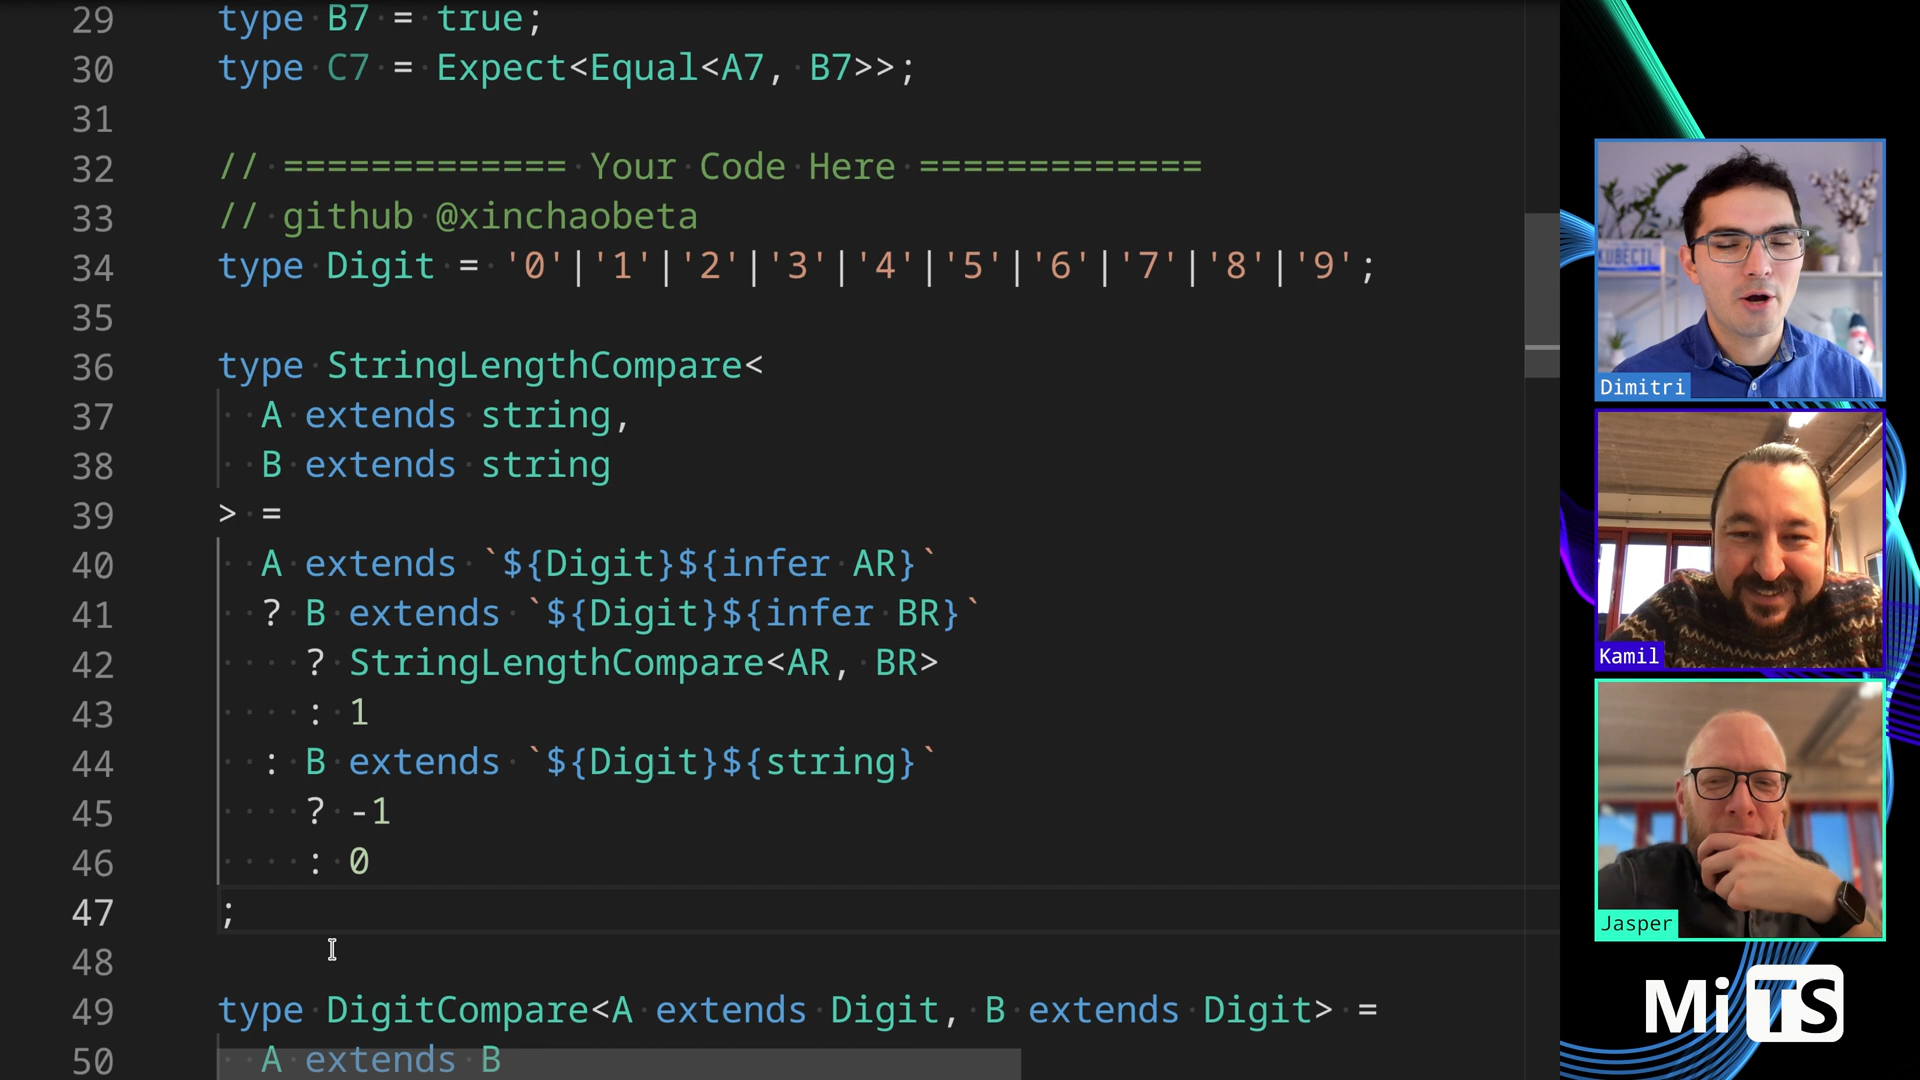 29 type B7 = true;
30 type C7 = Expect<Equal<A7, B7>>;
31
32 // ============= Your Code Here =============
33 // github @xinchaobeta
34 type Digit = '0'|'1'|'2'|'3'|'4'|'5'|'6'|'7'|'8'|'9';
35
36 type StringLengthCompare<
37   A extends string,
38   B extends string
39 > =
40   A extends `${Digit}${infer AR}`
41   ? B extends `${Digit}${infer BR}`
42     ? StringLengthCompare<AR, BR>
43     : 1
44   : B extends `${Digit}${string}`
45     ? -1
46     : 0
47 ;
48
49 type DigitCompare<A extends Digit, B extends Digit> =
50   A extends B
KUBECTL
Dimitri
Kamil
Jasper
MiTS